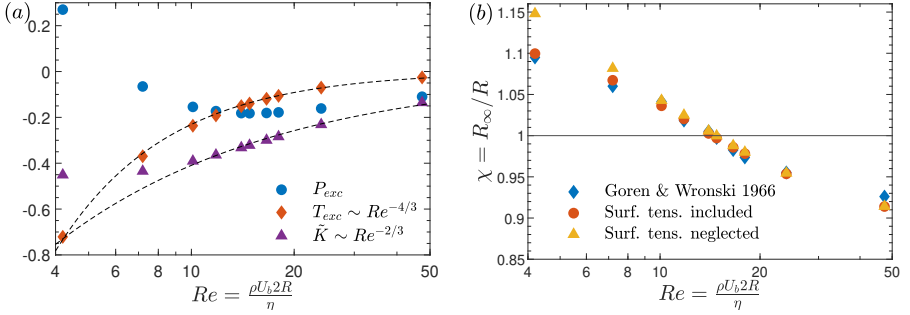 (a)
0.2
0
-0.2
-0.4
-0.6
-0.8
P_exc
T_exc ∼ Re^{-4/3}
K̃ ∼ Re^{-2/3}
4 6 8 10 20 50
Re = ρU_b2R/η
(b)
χ = R_∞/R
1.15
1.1
1.05
1
0.95
0.9
0.85
Goren & Wronski 1966
Surf. tens. included
Surf. tens. neglected
4 6 8 10 20 50
Re = ρU_b2R/η